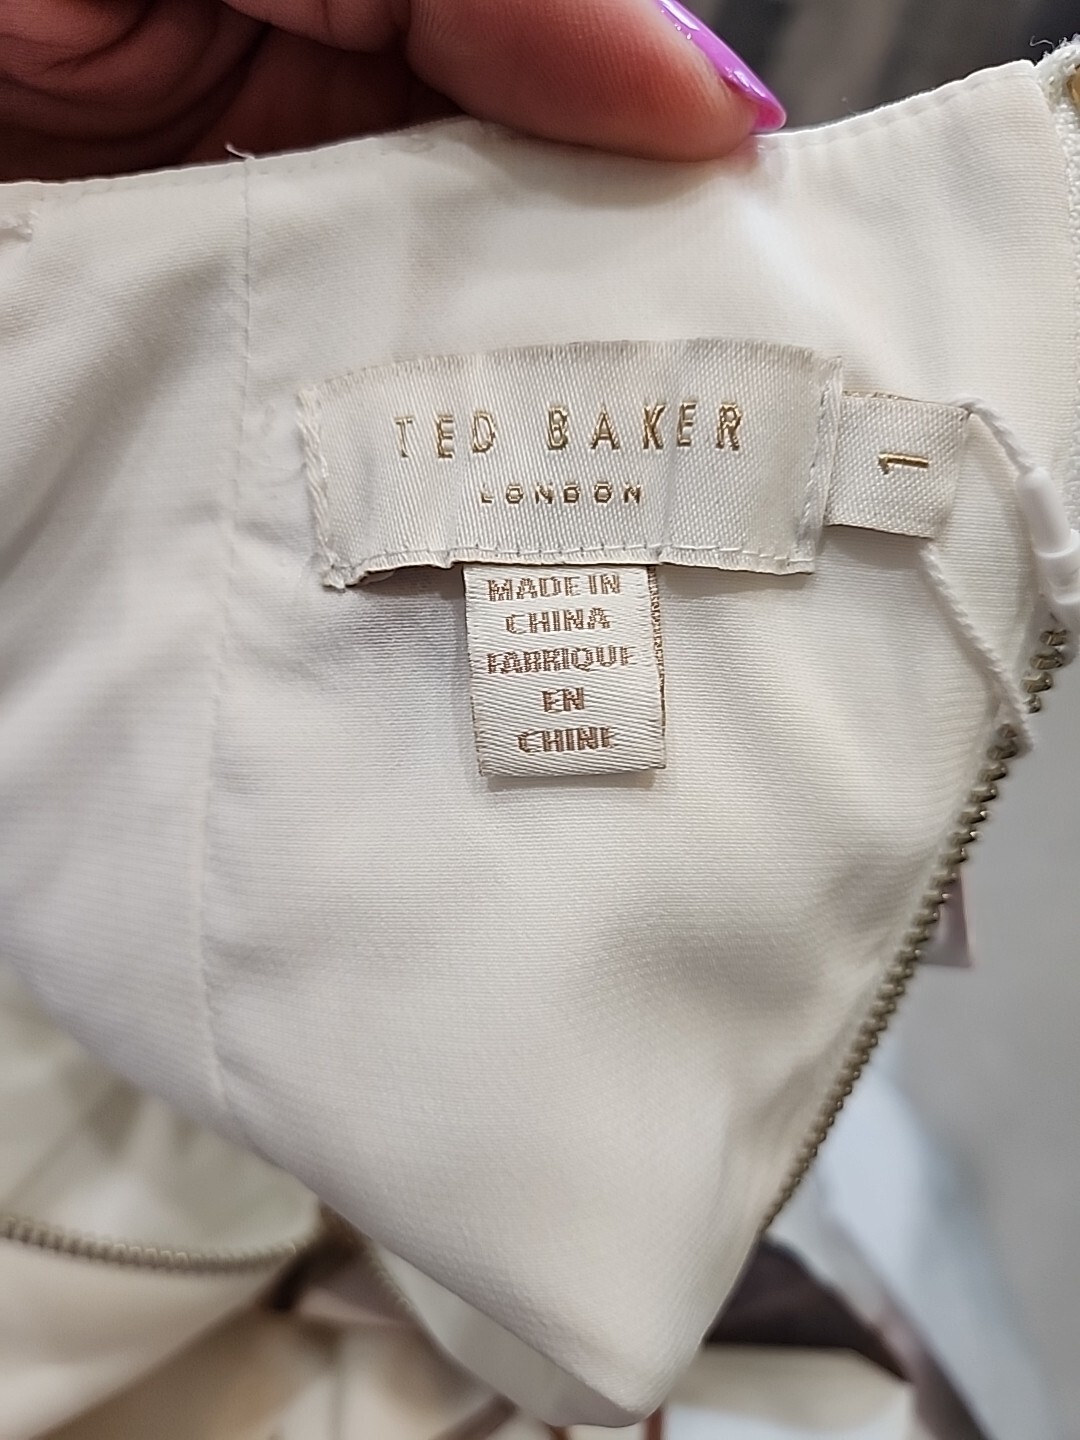 TED BAKER
LONDON
1
MADE IN
CHINA
FABRIQUE
EN
CHINE